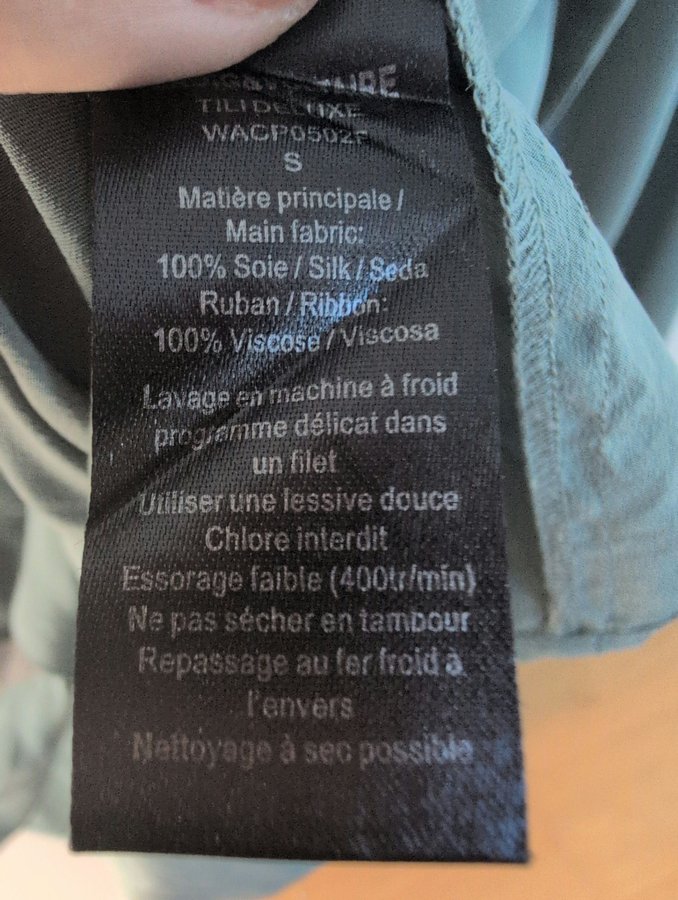 TILI DELUXE
WACP0502F
S
Matière principale /
Main fabric:
100% Soie / Silk / Seda
Ruban / Ribbon:
100% Viscose / Viscosa
Lavage en machine à froid
programme délicat dans
un filet
Utiliser une lessive douce
Chlore interdit
Essorage faible (400tr/min)
Ne pas sécher en tambour
Repassage au fer froid à
l'envers
Nettoyage à sec possible